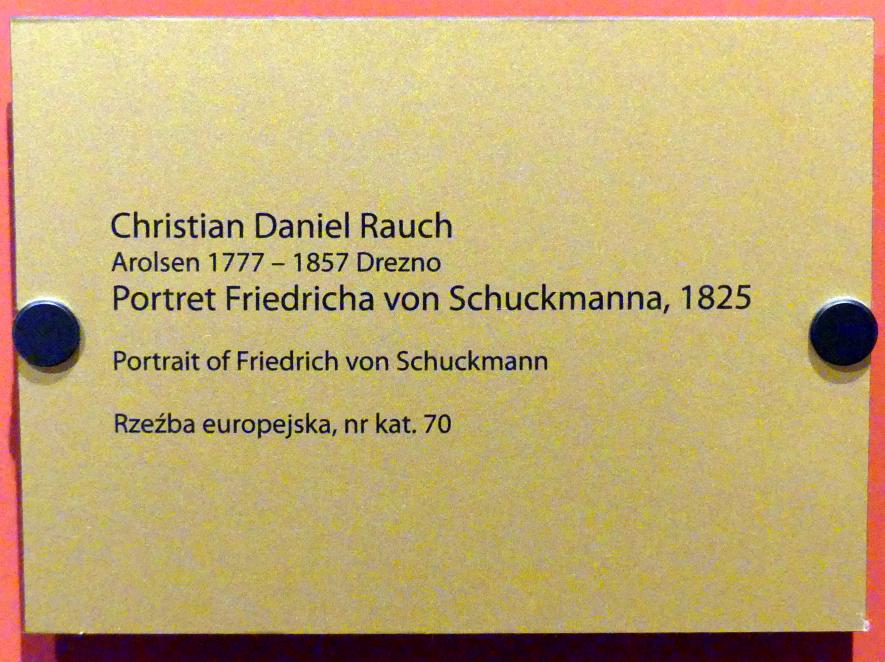 Christian Daniel Rauch
Arolsen 1777 – 1857 Drezno
Portret Friedricha von Schuckmanna, 1825
Portrait of Friedrich von Schuckmann
Rzeźba europejska, nr kat. 70